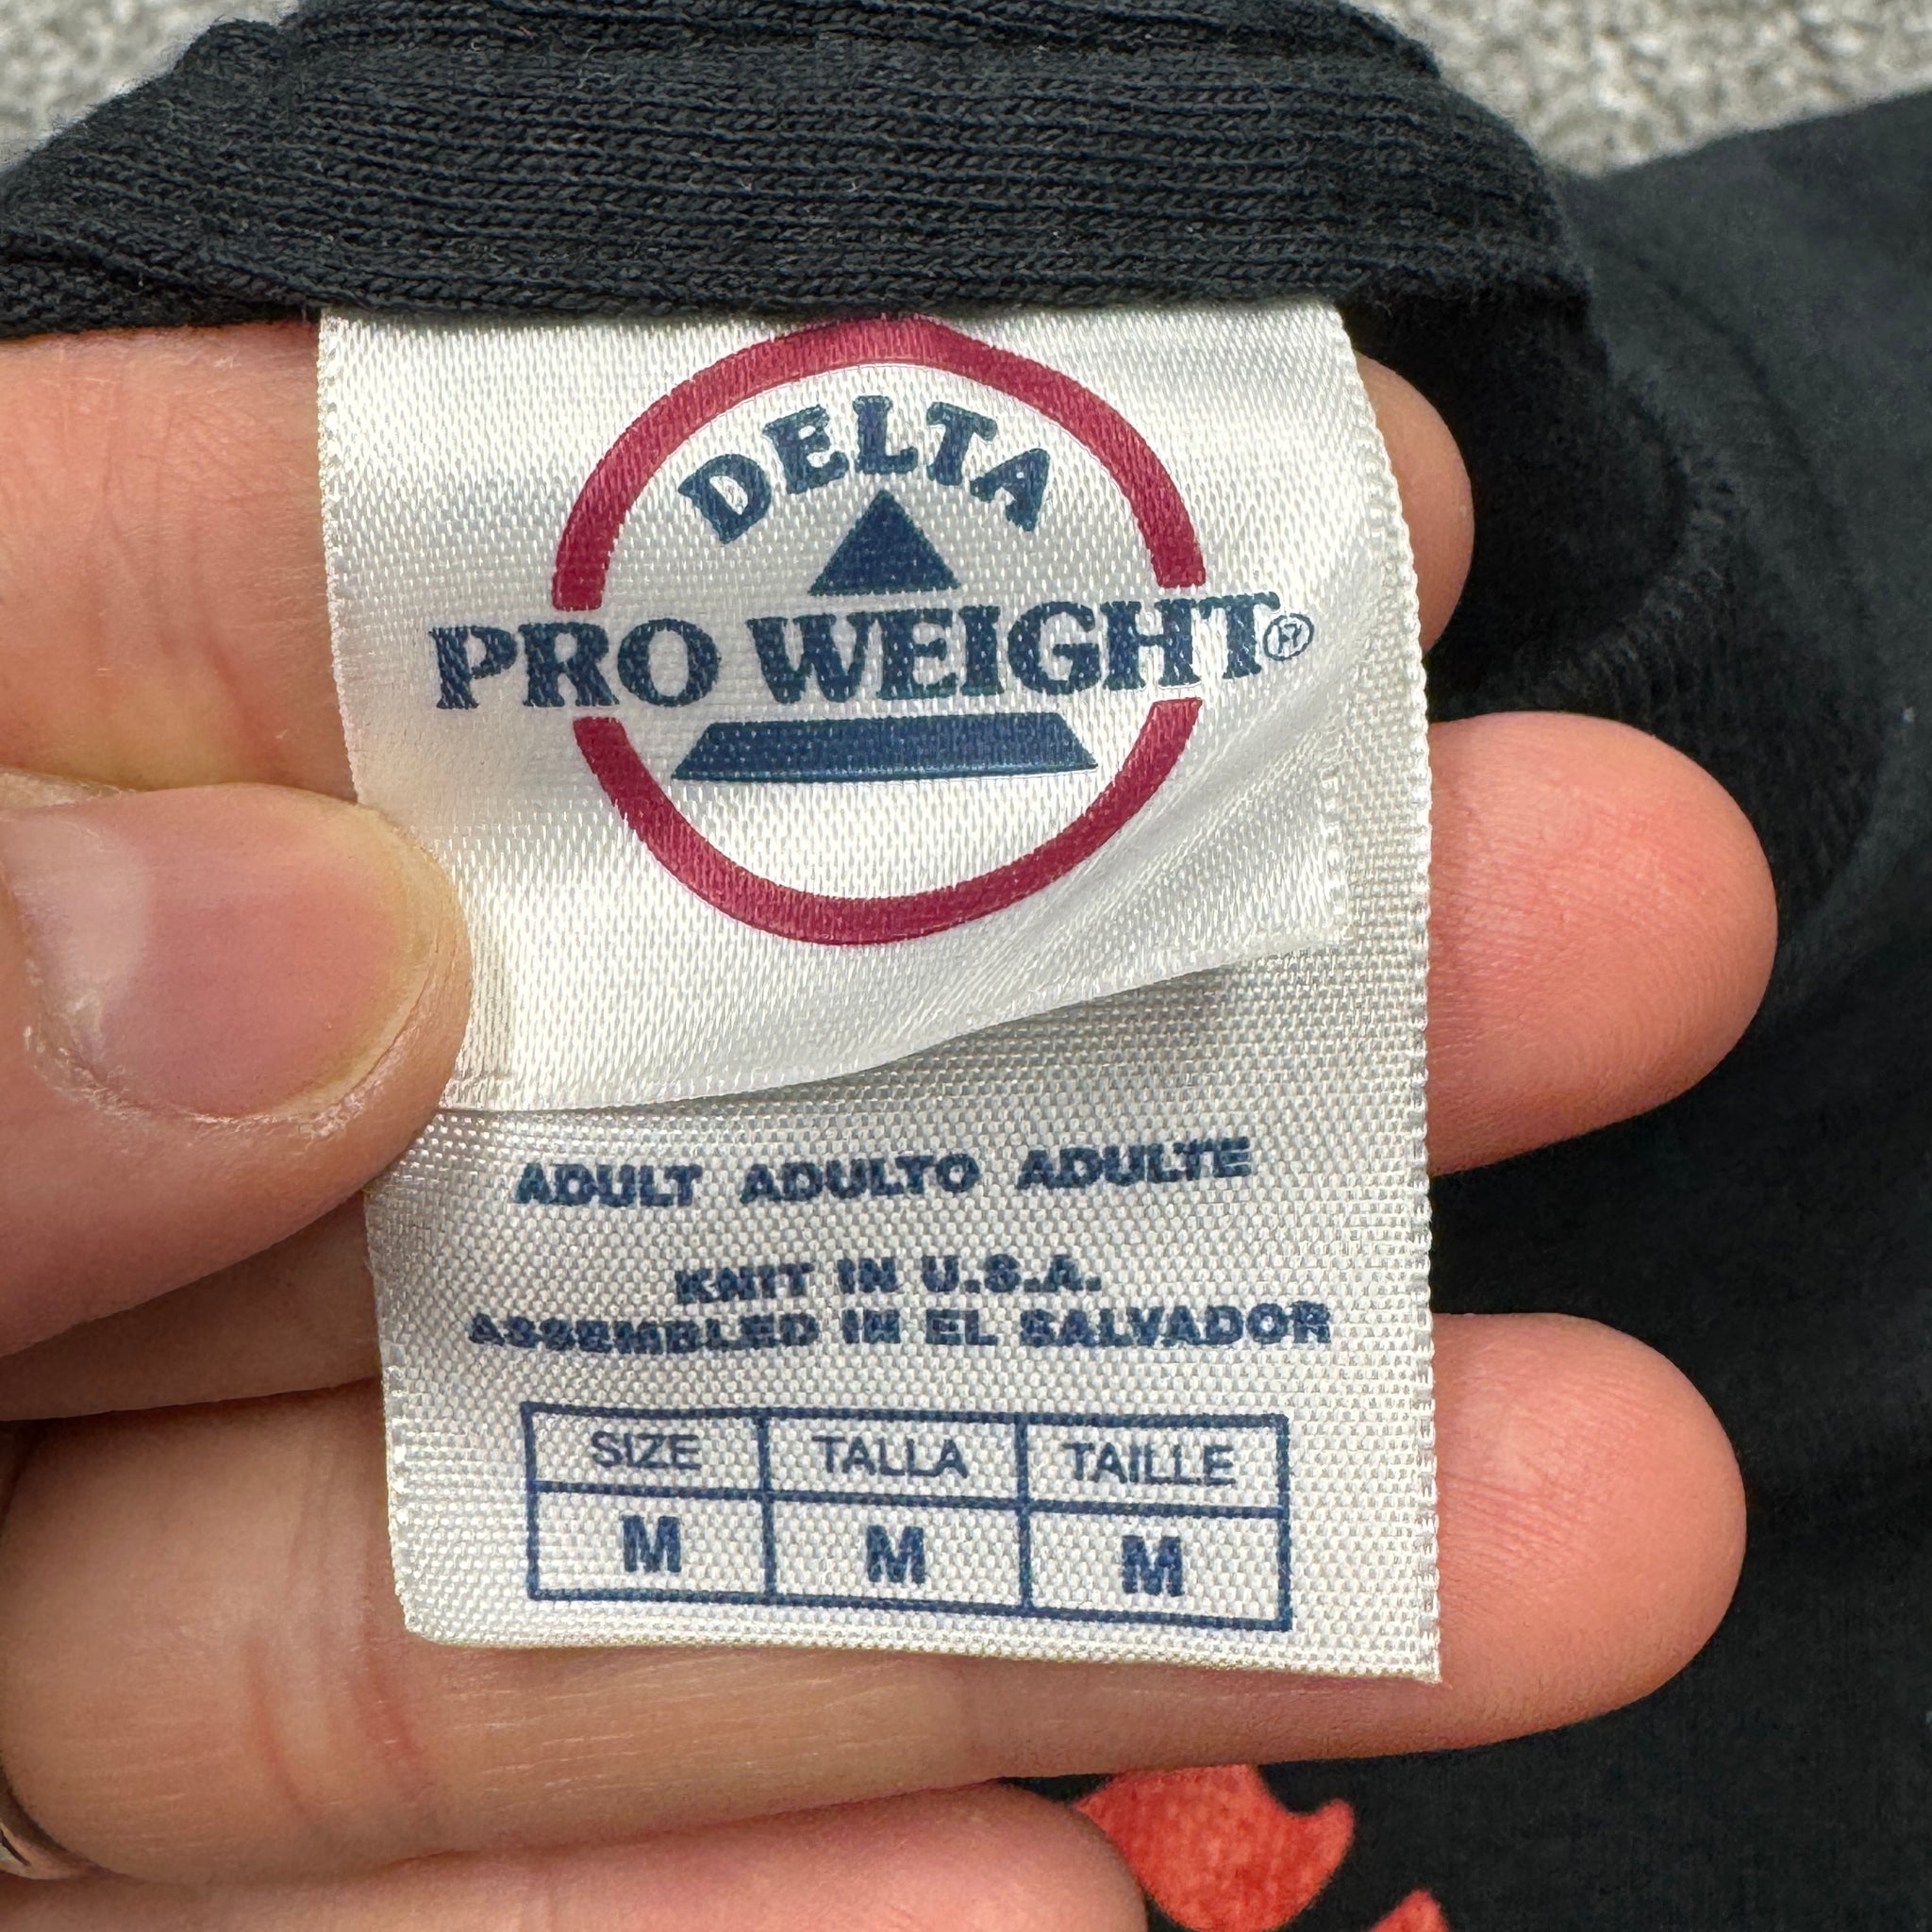 DELTA
PRO WEIGHT®
ADULT ADULTO ADULTE
KNIT IN U.S.A.
ASSEMBLED IN EL SALVADOR
SIZE TALLA TAILLE
M M M